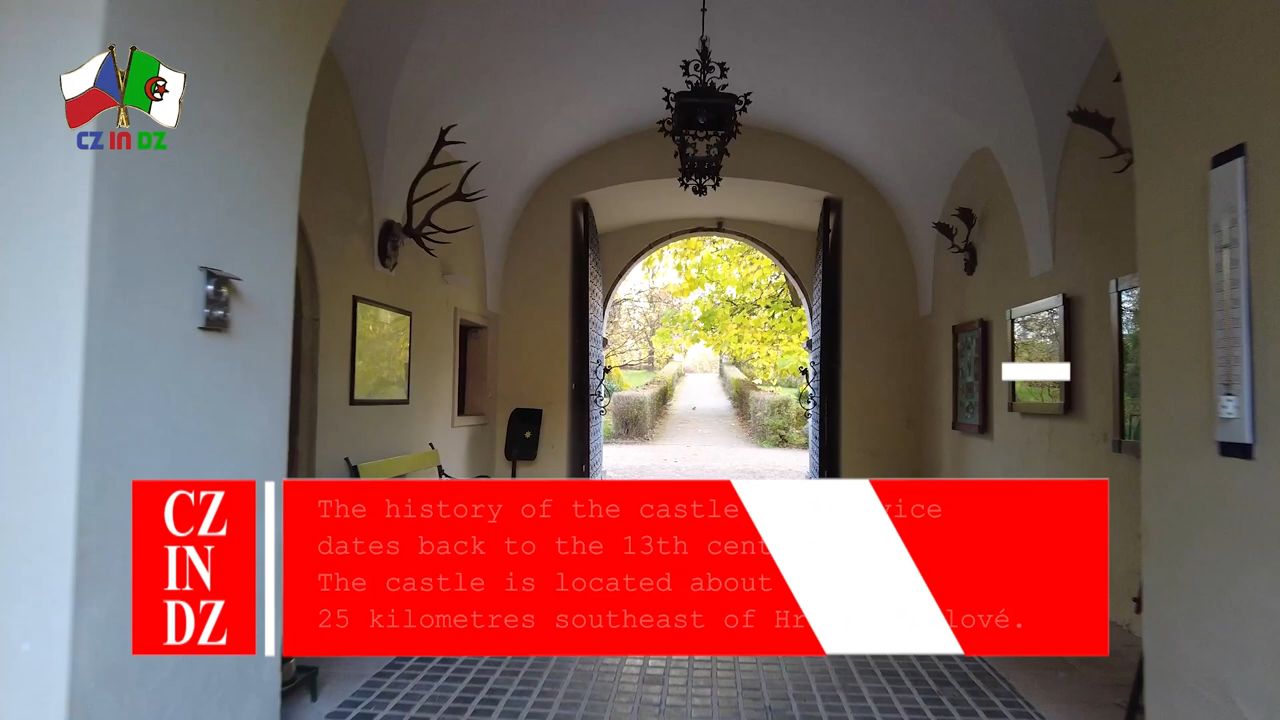 CZ IN DZ
CZ
IN
DZ
The history of the castle vice
dates back to the 13th cent
The castle is located about
25 kilometres southeast of Hr lové.